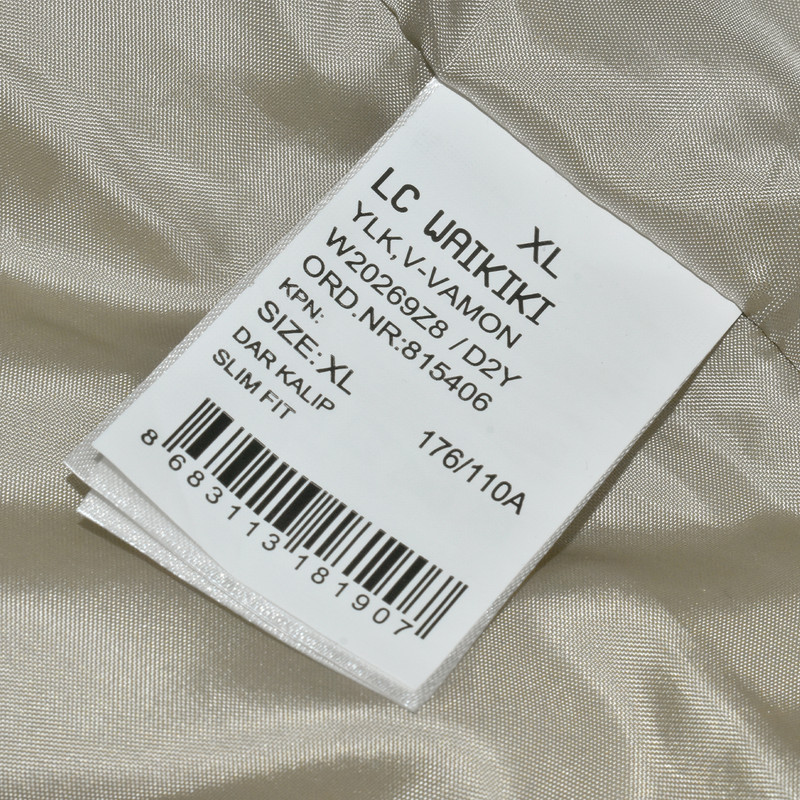 XL
LC WAIKIKI
YLK,V-VAMON
W20269Z8 /D2Y
ORD.NR:815406
KPN:
SIZE: XL
DAR KALIP
SLIM FIT
176/110A
8 683113 181907